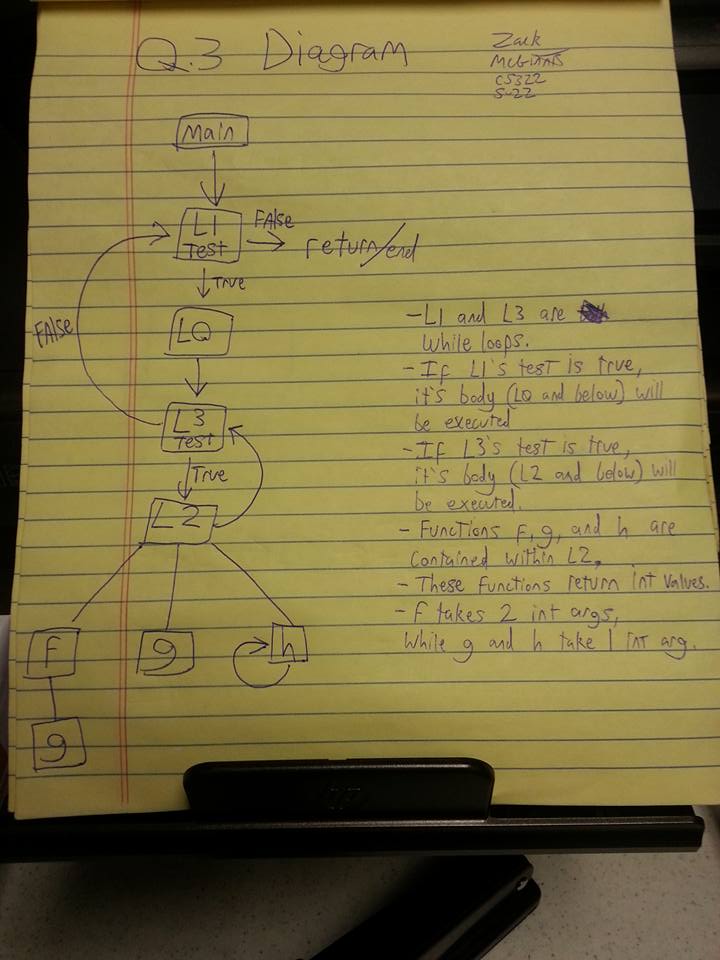 Q.3 Diagram
Zack
CS322
S-22
Main
L1
Test
FAlse
return/end
True
FAlse
L0
L3
Test
True
L2
f
g
h
g
-L1 and L3 are
While loops.
-If L1's test is true,
it's body (L0 and below) will
be executed
-If L3's test is true,
it's body (L2 and below) will
be executed.
- Functions f, g, and h are
contained within L2.
- These functions return int values.
- f takes 2 int args,
while g and h take 1 int arg.